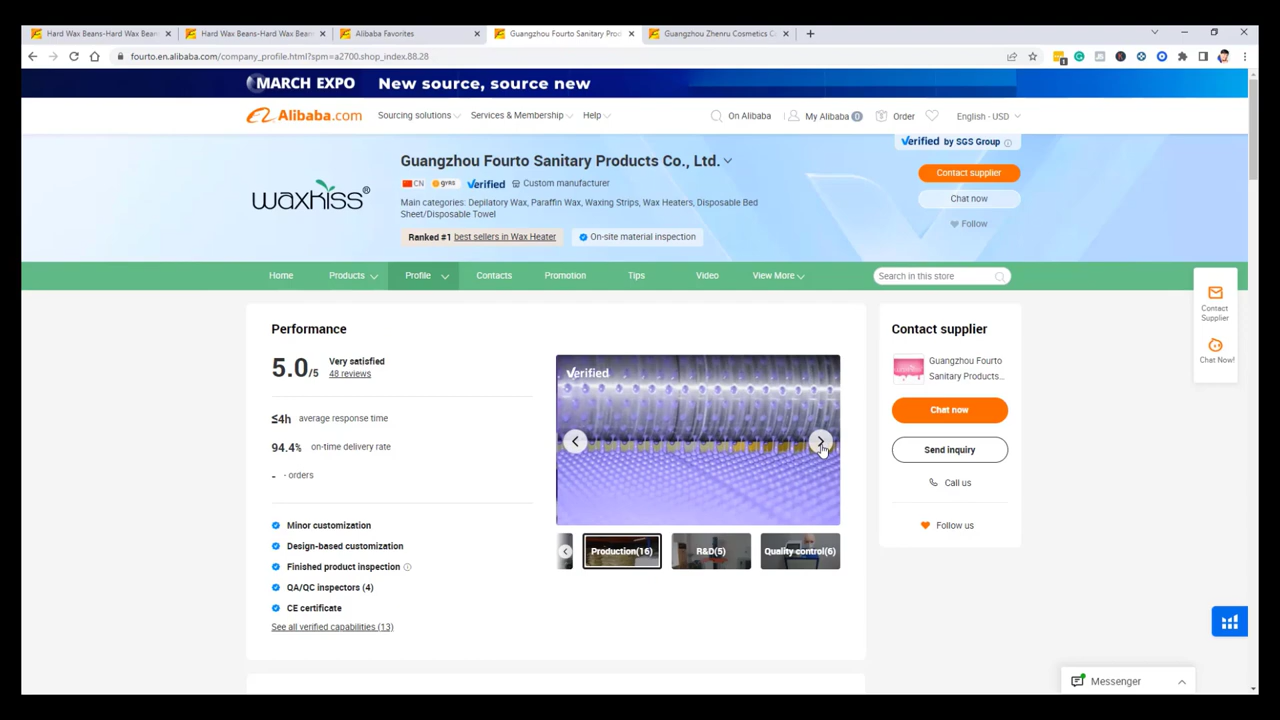 Hard Wax Beans-Hard Wax Bean
Hard Wax Beans-Hard Wax Bean
Alibaba Favorites
Guangzhou Fourto Sanitary Prod
Guangzhou Zhenru Cosmetics C
fourto.en.alibaba.com/company_profile.html?spm=a2700.shop_index.88.28
MARCH EXPO New source, source new
Alibaba.com
Sourcing solutions
Services & Membership
Help
On Alibaba
My Alibaba 0
Order
English - USD
waxkiss®
Guangzhou Fourto Sanitary Products Co., Ltd.
CN 9YRS Verified Custom manufacturer
Main categories: Depilatory Wax, Paraffin Wax, Waxing Strips, Wax Heaters, Disposable Bed
Sheet/Disposable Towel
Ranked #1 best sellers in Wax Heater
On-site material inspection
Verified by SGS Group
Contact supplier
Chat now
Follow
Home
Products
Profile
Contacts
Promotion
Tips
Video
View More
Search in this store
Performance
5.0/5
Very satisfied
48 reviews
≤4h average response time
94.4% on-time delivery rate
- - orders
Minor customization
Design-based customization
Finished product inspection
QA/QC inspectors (4)
CE certificate
See all verified capabilities (13)
Verified
Production(16)
R&D(5)
Quality control(6)
Contact supplier
Guangzhou Fourto
Sanitary Products...
Chat now
Send inquiry
Call us
Follow us
Contact
Supplier
Chat Now!
Messenger